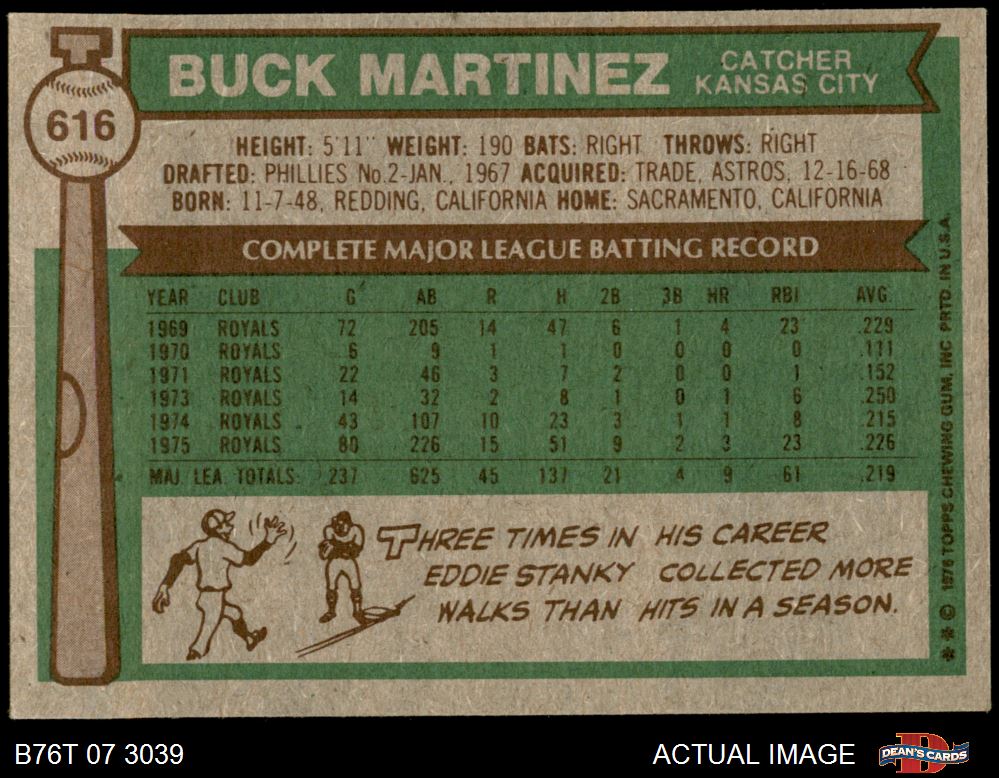 BUCK MARTINEZ
CATCHER
KANSAS CITY
616
HEIGHT: 5'11" WEIGHT: 190 BATS: RIGHT THROWS: RIGHT
DRAFTED: PHILLIES No.2-JAN., 1967 ACQUIRED: TRADE, ASTROS, 12-16-68
BORN: 11-7-48, REDDING, CALIFORNIA HOME: SACRAMENTO, CALIFORNIA
COMPLETE MAJOR LEAGUE BATTING RECORD
YEAR CLUB G AB R H 2B 3B HR RBI AVG.
1969 ROYALS 72 205 14 47 6 1 4 23 .229
1970 ROYALS 6 9 1 1 0 0 0 0 .111
1971 ROYALS 22 46 3 7 2 0 0 1 .152
1973 ROYALS 14 32 2 8 1 0 1 6 .250
1974 ROYALS 43 107 10 23 3 1 1 8 .215
1975 ROYALS 80 226 15 51 9 2 3 23 .226
MAJ. LEA. TOTALS 237 625 45 137 21 4 9 61 .219
THREE TIMES IN HIS CAREER
EDDIE STANKY COLLECTED MORE
WALKS THAN HITS IN A SEASON.
** © 1976 TOPPS CHEWING GUM, INC. PRTD. IN U.S.A.
B76T 07 3039
ACTUAL IMAGE
D
DEAN'S CARDS